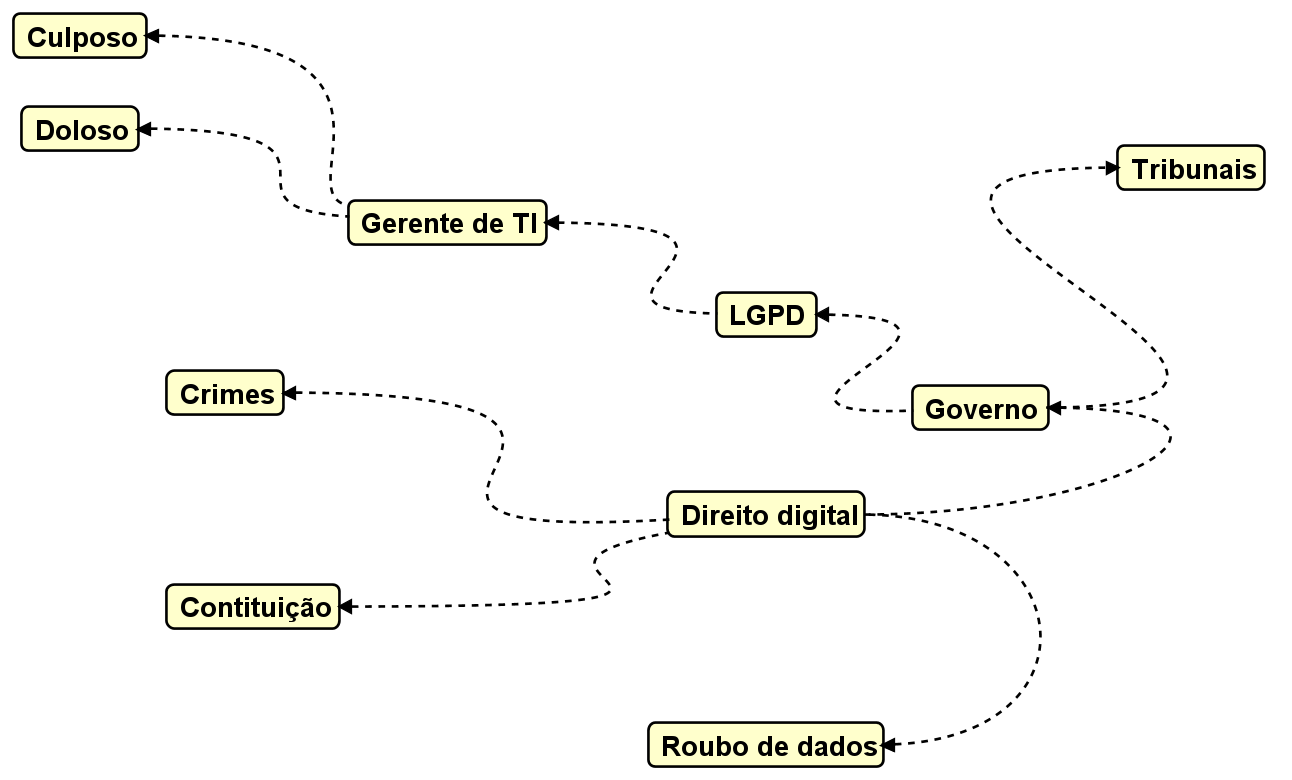 Culposo
Doloso
Tribunais
Gerente de TI
LGPD
Crimes
Governo
Direito digital
Contituição
Roubo de dados